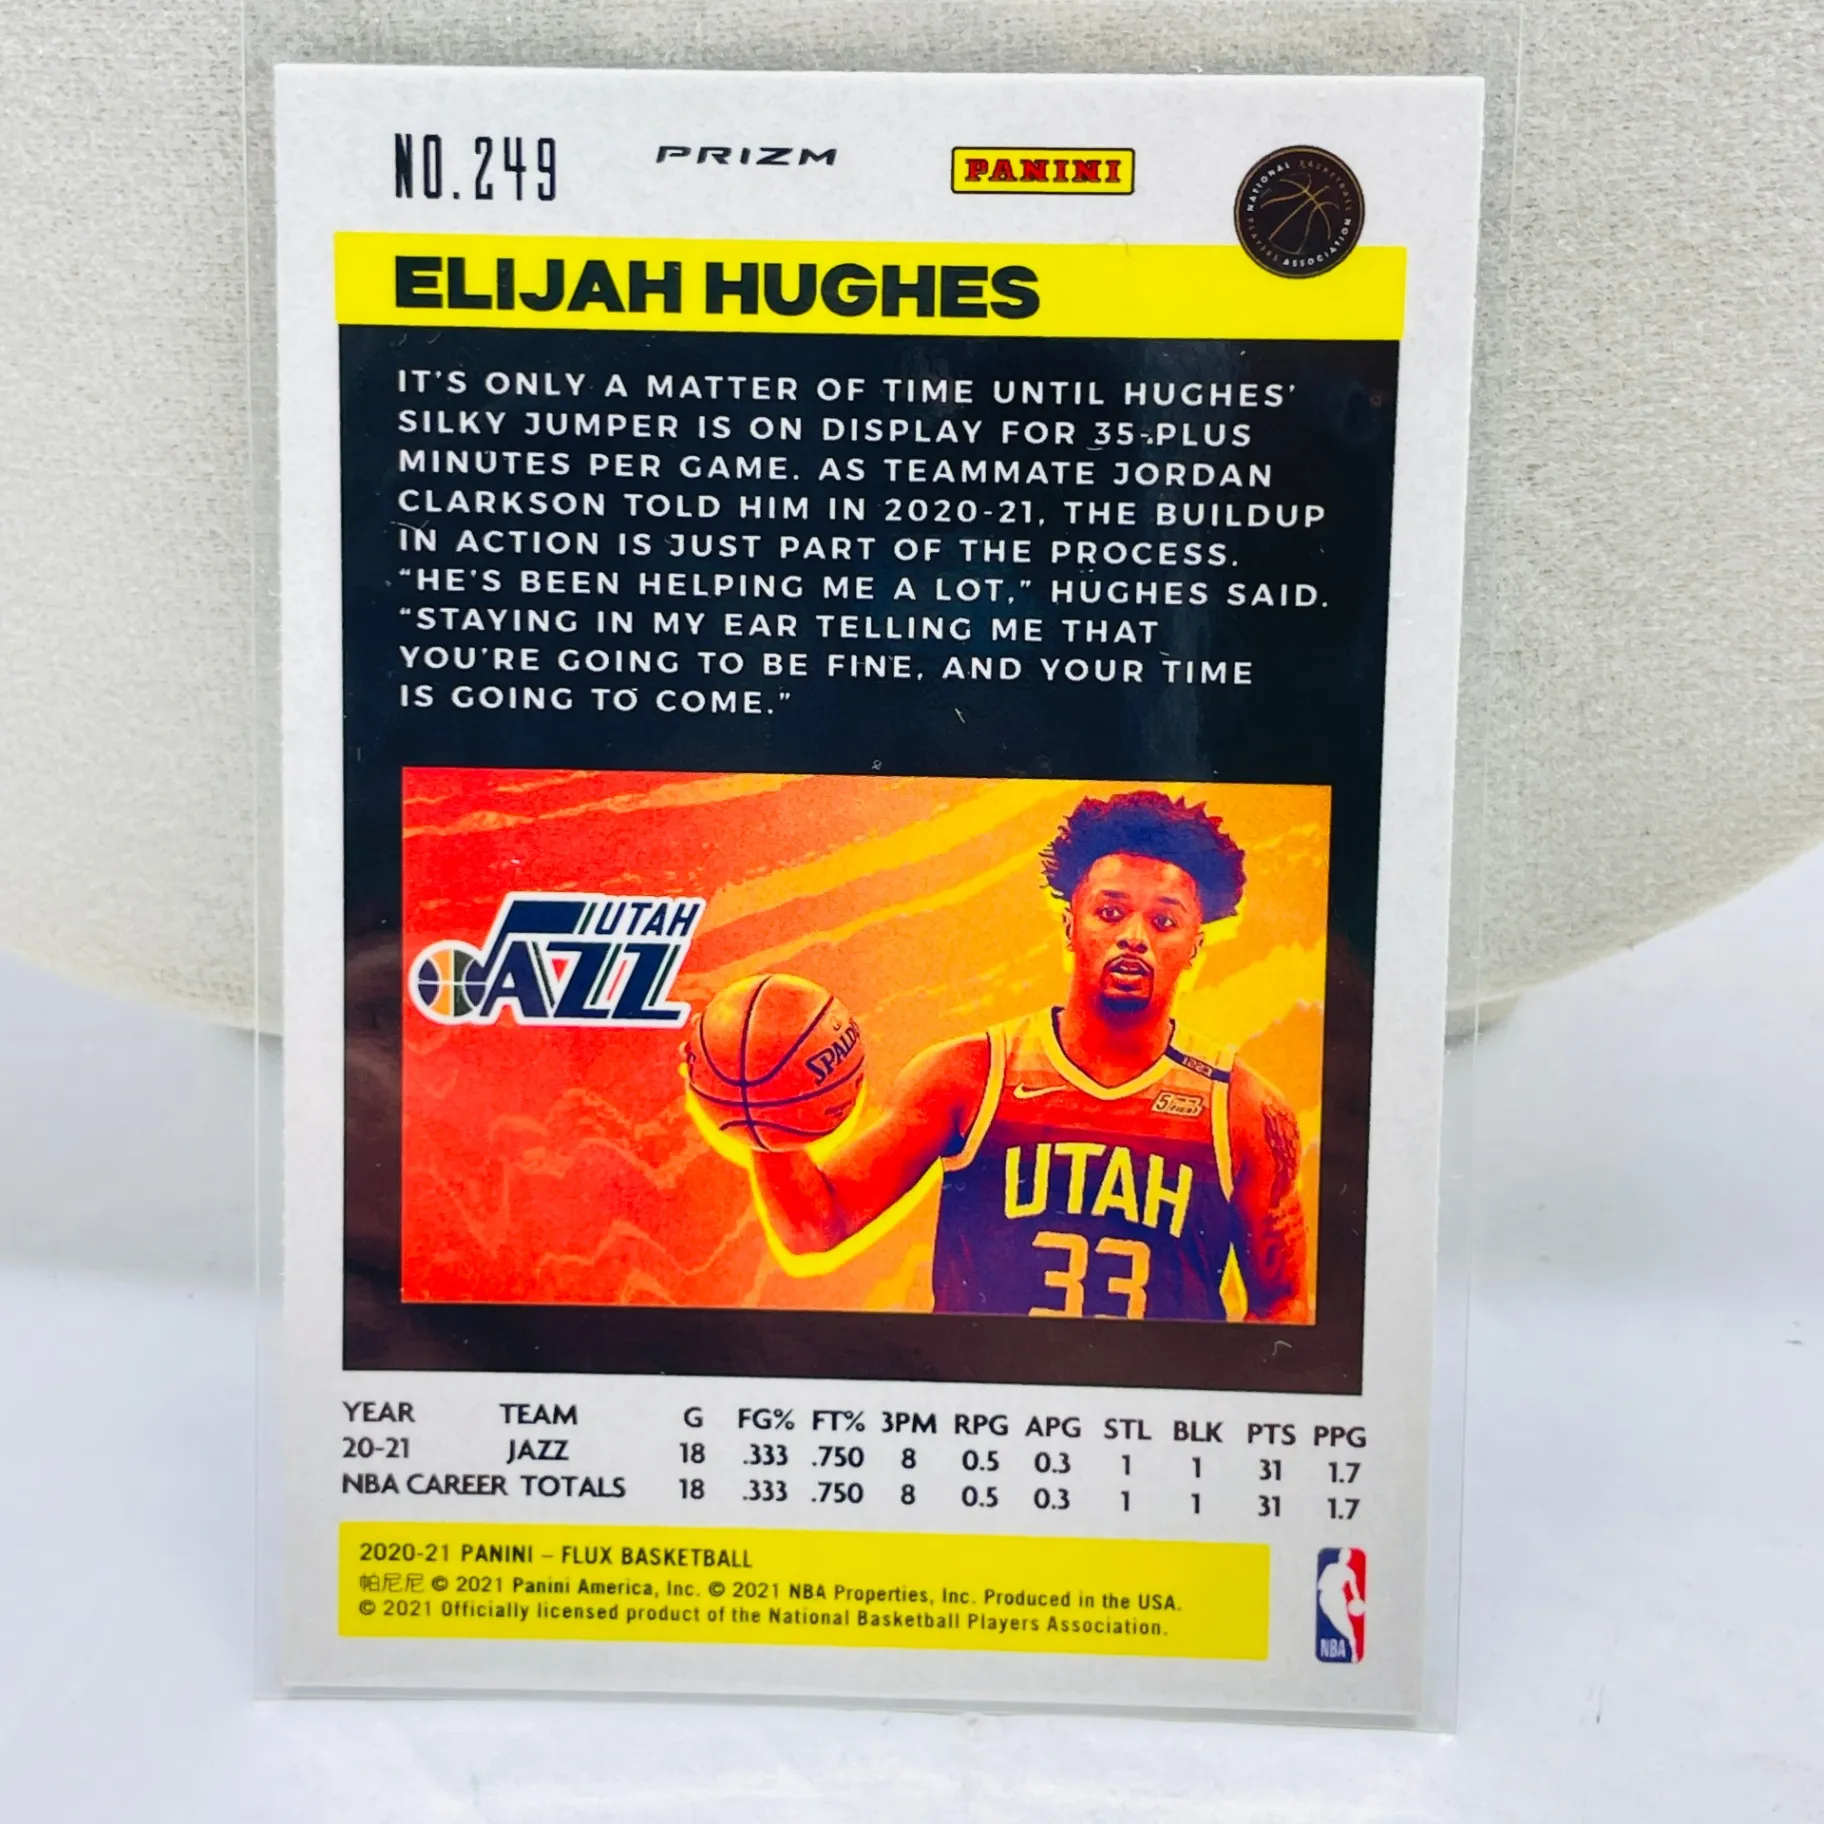 NO. 249 PRIZM PANINI
NATIONAL BASKETBALL PLAYERS ASSOCIATION
ELIJAH HUGHES
IT'S ONLY A MATTER OF TIME UNTIL HUGHES'
SILKY JUMPER IS ON DISPLAY FOR 35-PLUS
MINUTES PER GAME. AS TEAMMATE JORDAN
CLARKSON TOLD HIM IN 2020-21, THE BUILDUP
IN ACTION IS JUST PART OF THE PROCESS.
“HE'S BEEN HELPING ME A LOT,” HUGHES SAID.
“STAYING IN MY EAR TELLING ME THAT
YOU'RE GOING TO BE FINE, AND YOUR TIME
IS GOING TO COME.”
UTAH
JAZZ
SPALDING
UTAH
33
YEAR TEAM G FG% FT% 3PM RPG APG STL BLK PTS PPG
20-21 JAZZ 18 .333 .750 8 0.5 0.3 1 1 31 1.7
NBA CAREER TOTALS 18 .333 .750 8 0.5 0.3 1 1 31 1.7
2020-21 PANINI – FLUX BASKETBALL
帕尼尼 © 2021 Panini America, Inc. © 2021 NBA Properties, Inc. Produced in the USA.
© 2021 Officially licensed product of the National Basketball Players Association.
NBA